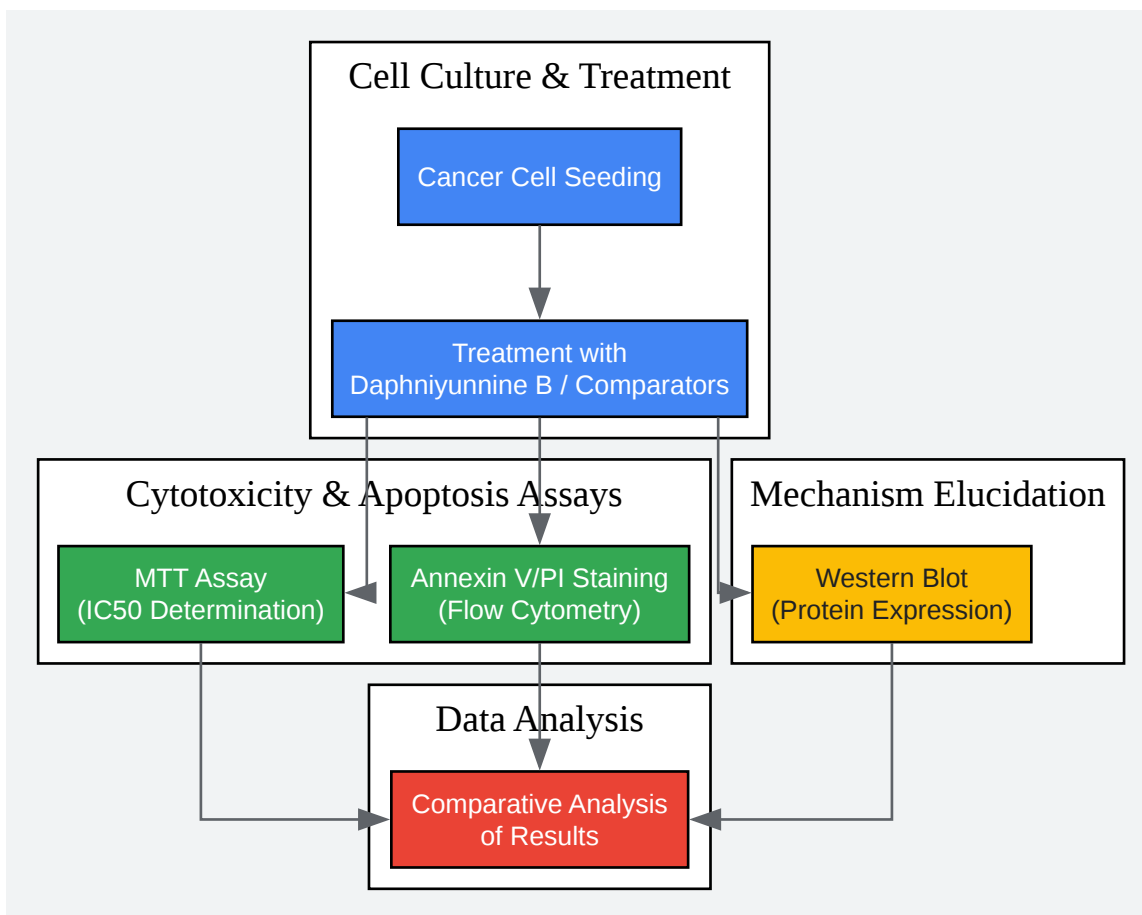 Cell Culture & Treatment
Cancer Cell Seeding
Treatment with
Daphniyunnine B / Comparators
Cytotoxicity & Apoptosis Assays
MTT Assay
(IC50 Determination)
Annexin V/PI Staining
(Flow Cytometry)
Mechanism Elucidation
Western Blot
(Protein Expression)
Data Analysis
Comparative Analysis
of Results